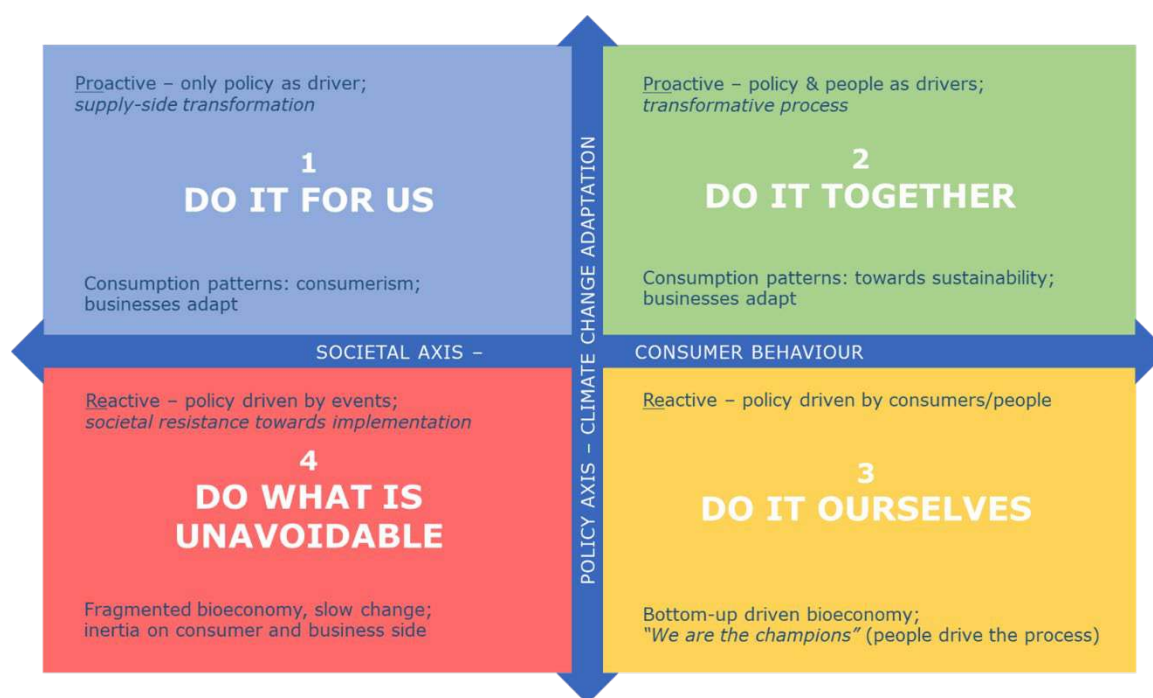 Proactive – only policy as driver;
supply-side transformation
1
DO IT FOR US
Consumption patterns: consumerism;
businesses adapt
Proactive – policy & people as drivers;
transformative process
2
DO IT TOGETHER
Consumption patterns: towards sustainability;
businesses adapt
SOCIETAL AXIS – CONSUMER BEHAVIOUR
POLICY AXIS – CLIMATE CHANGE ADAPTATION
Reactive – policy driven by events;
societal resistance towards implementation
4
DO WHAT IS
UNAVOIDABLE
Fragmented bioeconomy, slow change;
inertia on consumer and business side
Reactive – policy driven by consumers/people
3
DO IT OURSELVES
Bottom-up driven bioeconomy;
"We are the champions" (people drive the process)